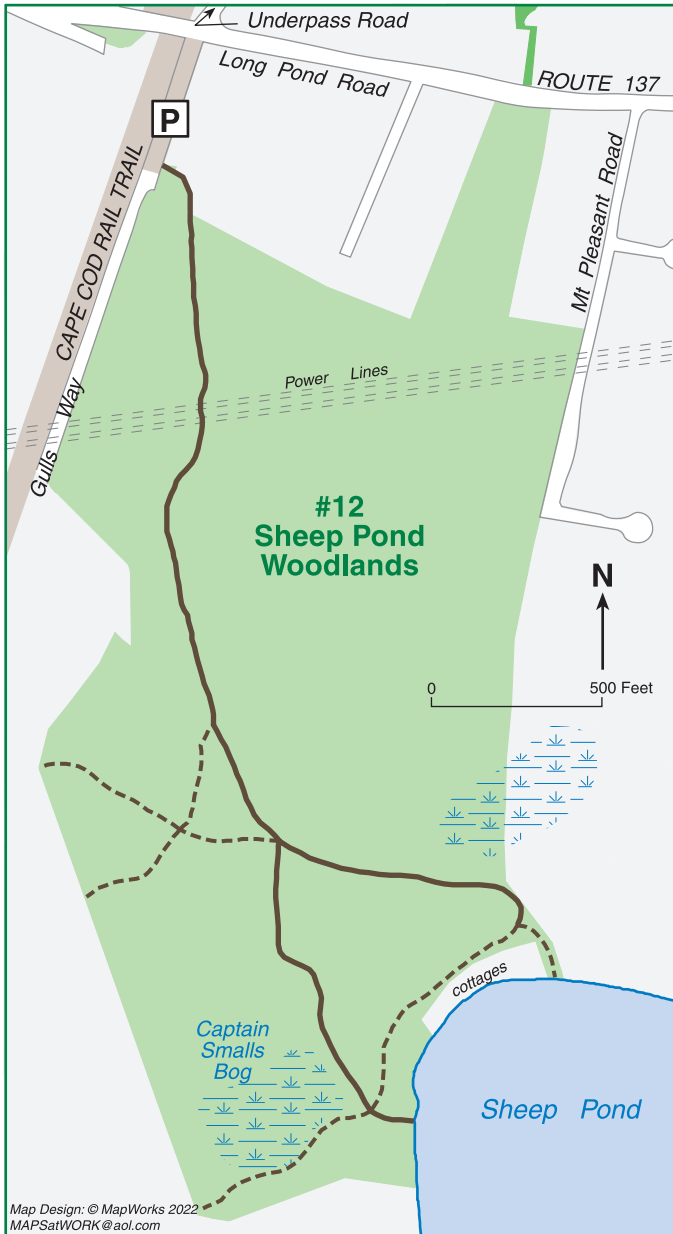 Underpass Road
Long Pond Road
ROUTE 137
P
CAPE COD RAIL TRAIL
Mt Pleasant Road
Power Lines
Gulls Way
#12
Sheep Pond
Woodlands
N
0 500 Feet
cottages
Captain
Smalls
Bog
Sheep Pond
Map Design: © MapWorks 2022
MAPSatWORK@aol.com